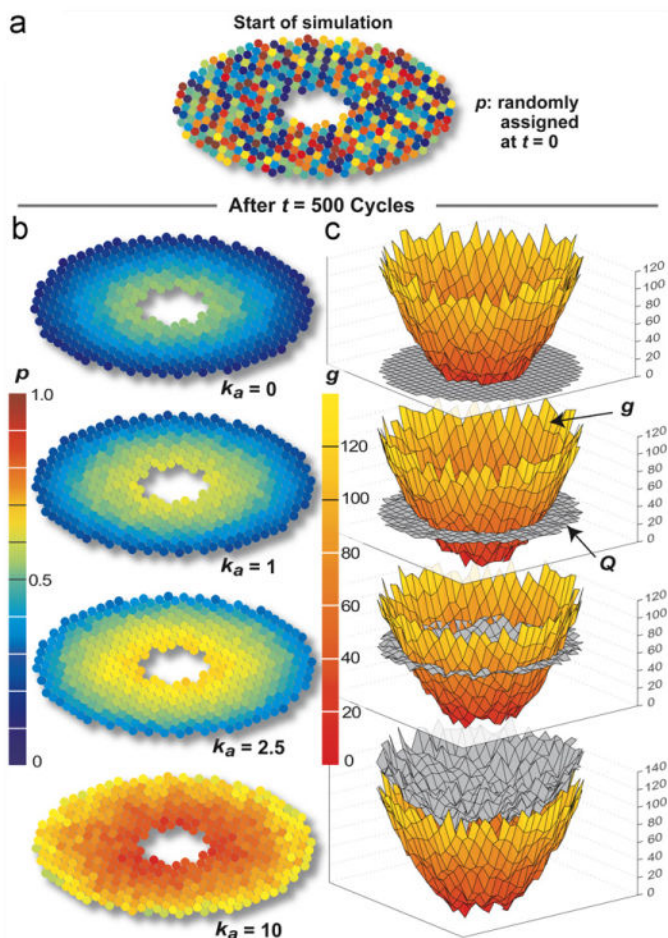 a
Start of simulation
p: randomly
assigned
at t = 0
After t = 500 Cycles
b
c
120
100
80
60
40
20
0
k_a = 0
p
1.0
0.5
0
g
120
100
80
60
40
20
g
120
100
80
60
40
20
0
Q
k_a = 1
120
100
80
60
40
20
0
k_a = 2.5
140
120
100
80
60
40
20
0
k_a = 10